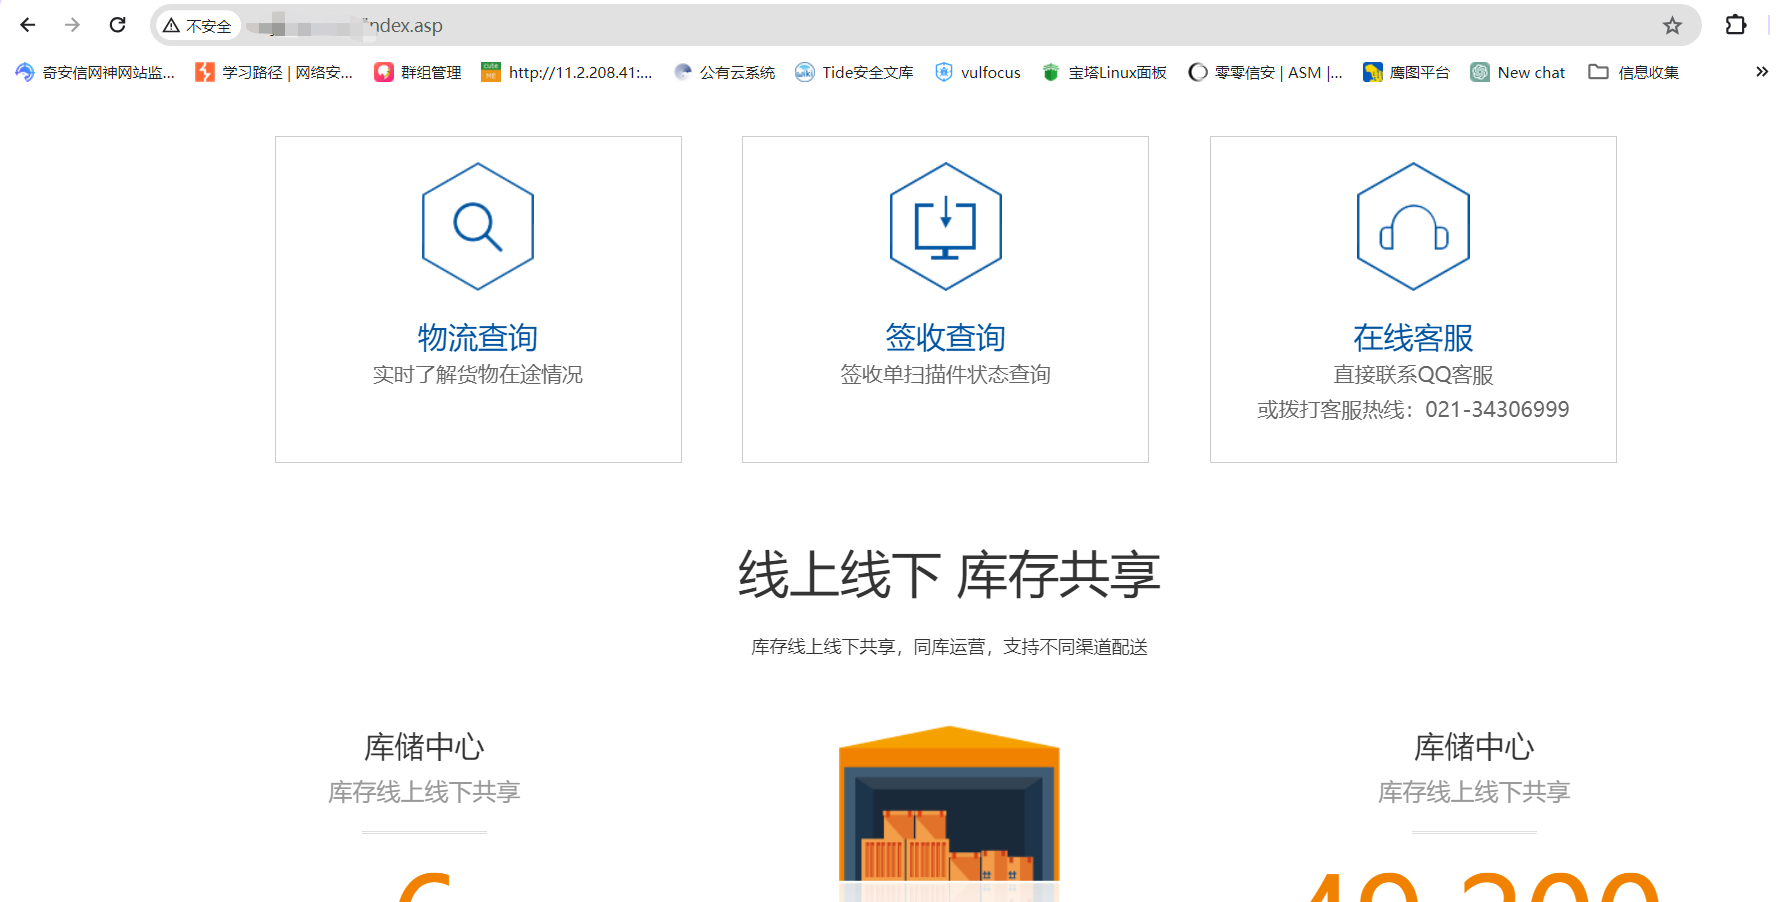 不安全 ndex.asp
奇安信网神网站监... 学习路径 | 网络安... 群组管理 http://11.2.208.41:... 公有云系统 Tide安全文库 vulfocus 宝塔Linux面板 零零信安 | ASM |... 鹰图平台 New chat 信息收集
物流查询 签收查询 在线客服
实时了解货物在途情况 签收单扫描件状态查询 直接联系QQ客服
或拨打客服热线：021-34306999
线上线下 库存共享
库存线上线下共享，同库运营，支持不同渠道配送
库储中心 库储中心
库存线上线下共享 库存线上线下共享